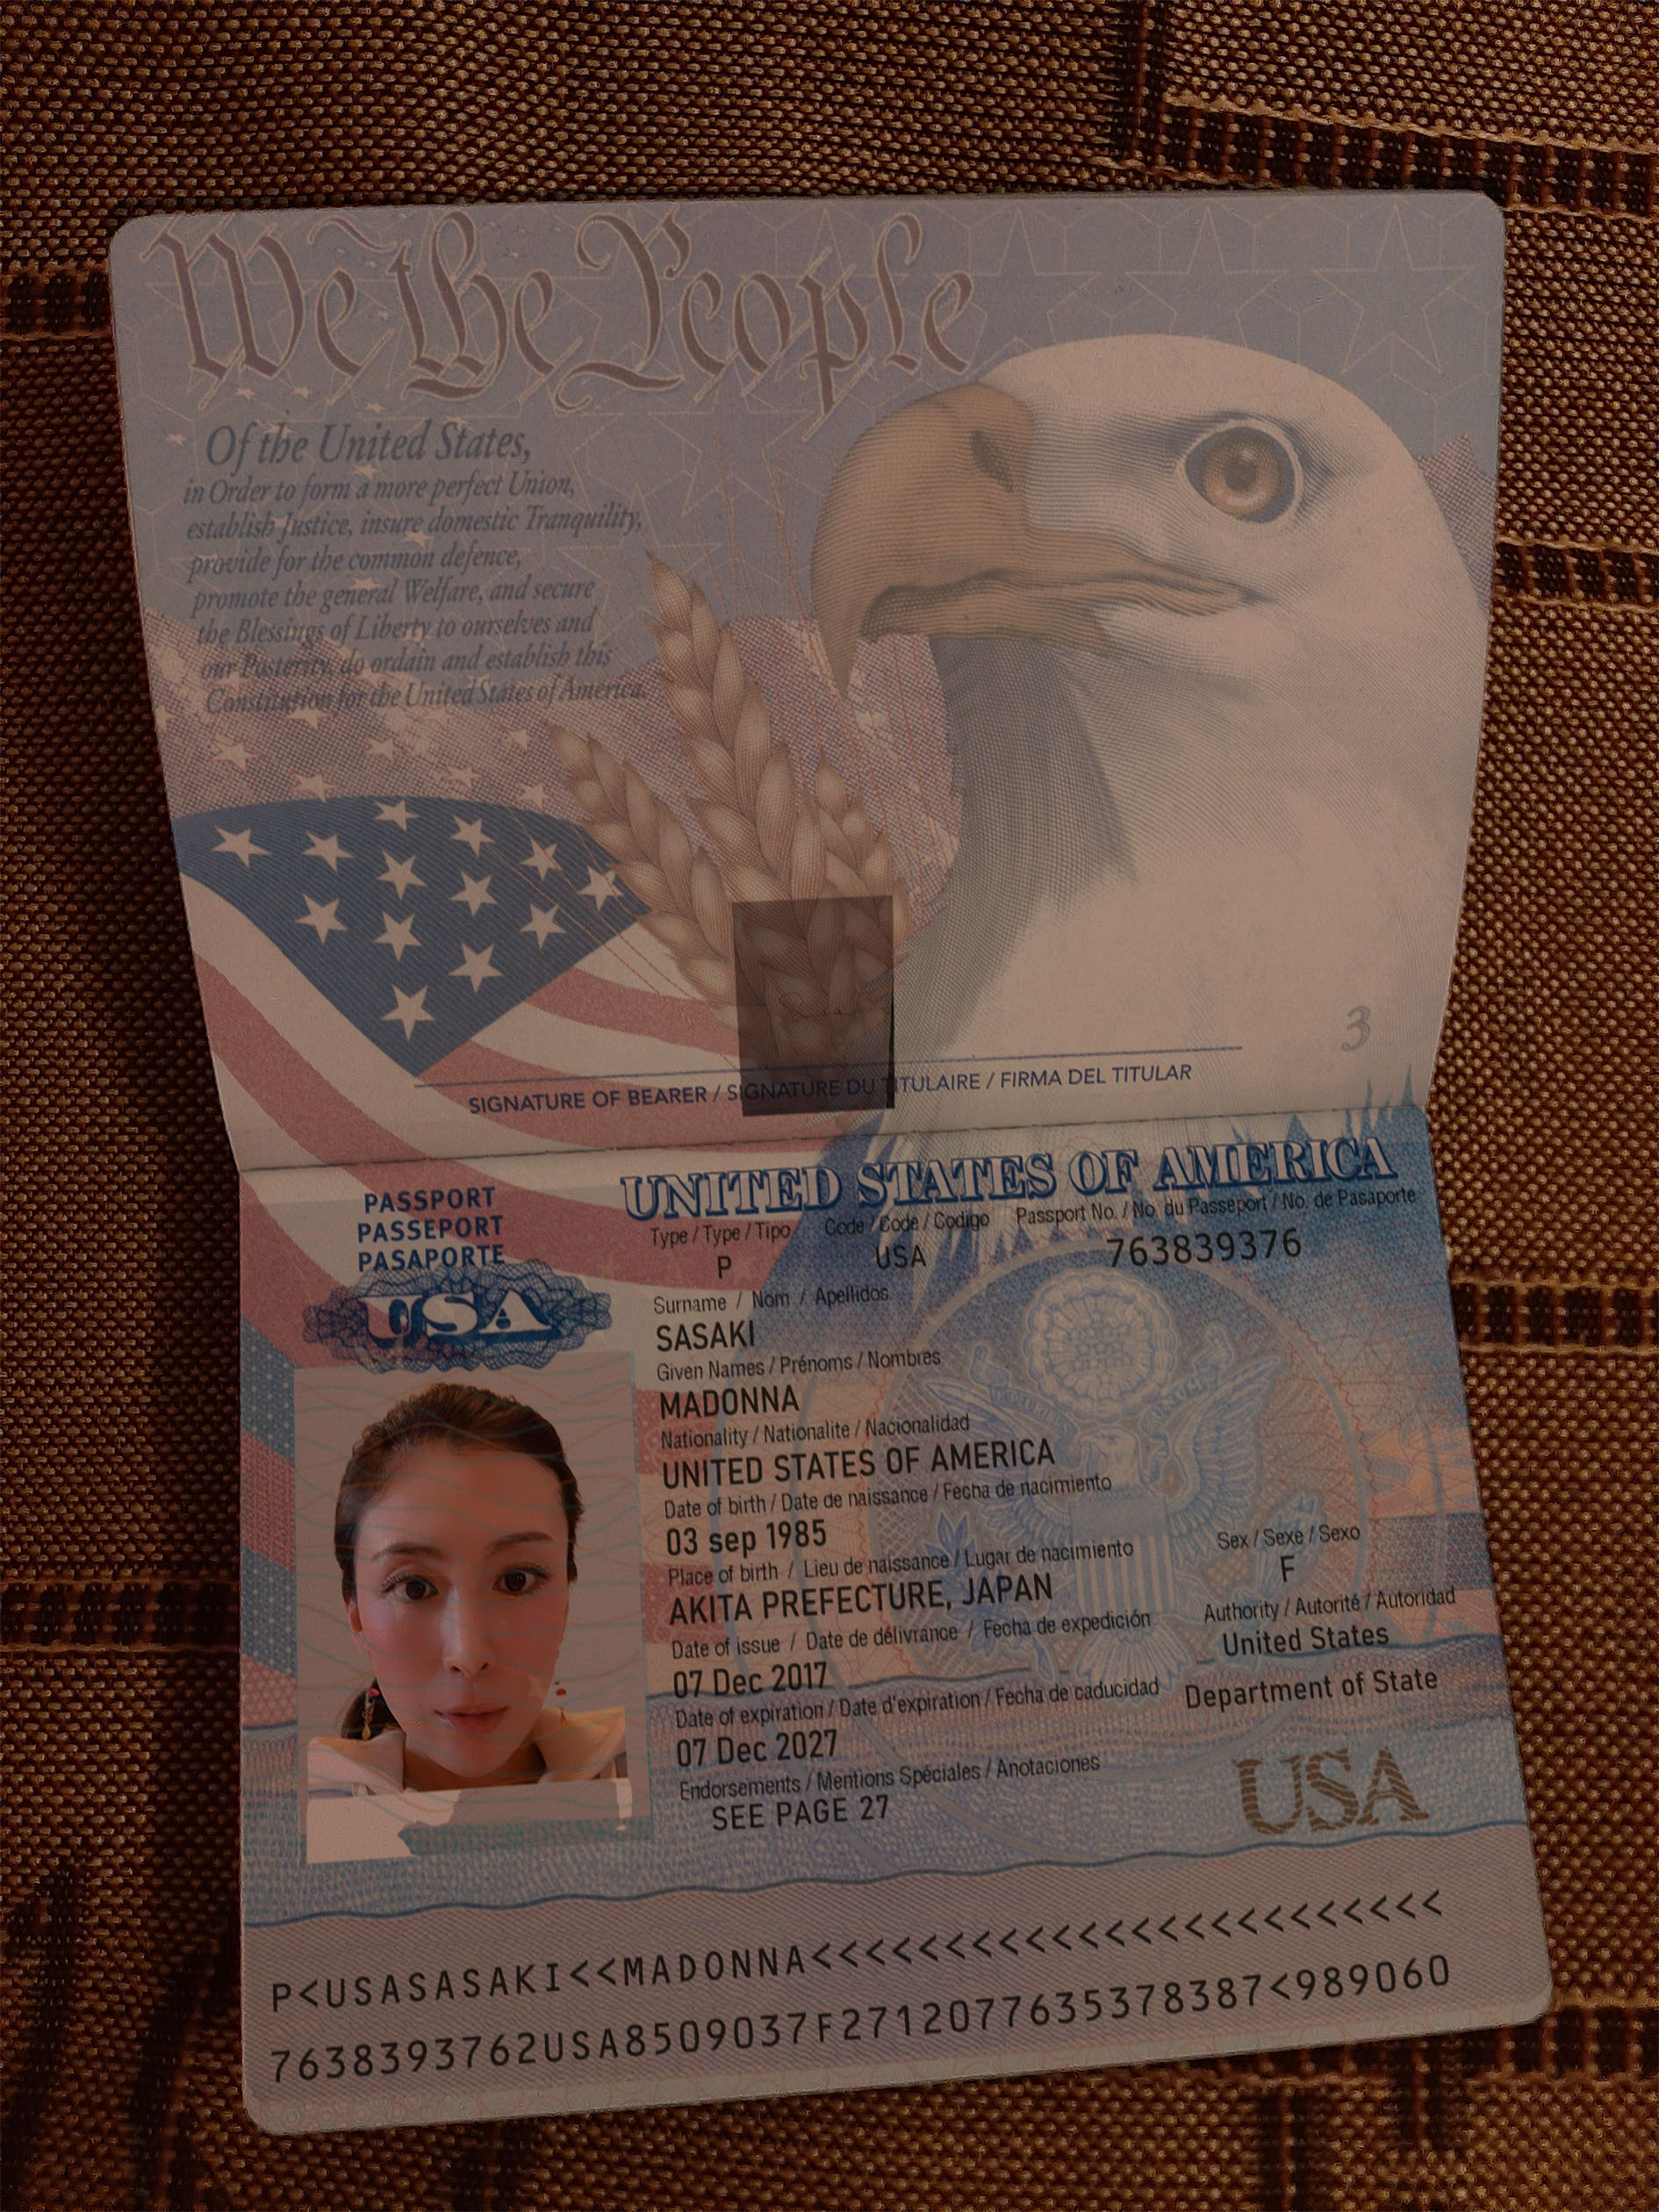 We the People
Of the United States,
in Order to form a more perfect Union,
establish Justice, insure domestic Tranquility,
provide for the common defence,
promote the general Welfare, and secure
the Blessings of Liberty to ourselves and
our Posterity, do ordain and establish this
Constitution for the United States of America.
3
SIGNATURE OF BEARER / SIGNATURE DU TITULAIRE / FIRMA DEL TITULAR
UNITED STATES OF AMERICA
PASSPORT
PASSEPORT
PASAPORTE
USA
Type / Type / Tipo Code / Code / Codigo Passport No. / No. du Passeport / No. de Pasaporte
P USA 763839376
Surname / Nom / Apellidos
SASAKI
Given Names / Prénoms / Nombres
MADONNA
Nationality / Nationalite / Nacionalidad
UNITED STATES OF AMERICA
Date of birth / Date de naissance / Fecha de nacimiento
03 sep 1985
Place of birth / Lieu de naissance / Lugar de nacimiento
AKITA PREFECTURE, JAPAN
Sex / Sexe / Sexo
F
Date of issue / Date de délivrance / Fecha de expedición
07 Dec 2017
Authority / Autorité / Autoridad
United States
Department of State
Date of expiration / Date d'expiration / Fecha de caducidad
07 Dec 2027
Endorsements / Mentions Spéciales / Anotaciones
SEE PAGE 27
USA
P<USASASAKI<<MADONNA<<<<<<<<<<<<<<<<<<<<<<<<
7638393762USA8509037F2712077635378387<989060